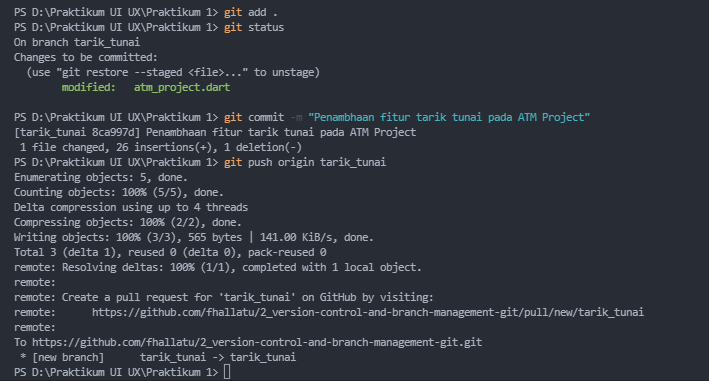 PS D:\Praktikum UI UX\Praktikum 1> git add .
PS D:\Praktikum UI UX\Praktikum 1> git status
On branch tarik_tunai
Changes to be committed:
  (use "git restore --staged <file>..." to unstage)
        modified:   atm_project.dart

PS D:\Praktikum UI UX\Praktikum 1> git commit -m "Penambhaan fitur tarik tunai pada ATM Project"
[tarik_tunai 8ca997d] Penambhaan fitur tarik tunai pada ATM Project
 1 file changed, 26 insertions(+), 1 deletion(-)
PS D:\Praktikum UI UX\Praktikum 1> git push origin tarik_tunai
Enumerating objects: 5, done.
Counting objects: 100% (5/5), done.
Delta compression using up to 4 threads
Compressing objects: 100% (2/2), done.
Writing objects: 100% (3/3), 565 bytes | 141.00 KiB/s, done.
Total 3 (delta 1), reused 0 (delta 0), pack-reused 0
remote: Resolving deltas: 100% (1/1), completed with 1 local object.
remote:
remote: Create a pull request for 'tarik_tunai' on GitHub by visiting:
remote:      https://github.com/fhallatu/2_version-control-and-branch-management-git/pull/new/tarik_tunai
remote:
To https://github.com/fhallatu/2_version-control-and-branch-management-git.git
 * [new branch]      tarik_tunai -> tarik_tunai
PS D:\Praktikum UI UX\Praktikum 1>